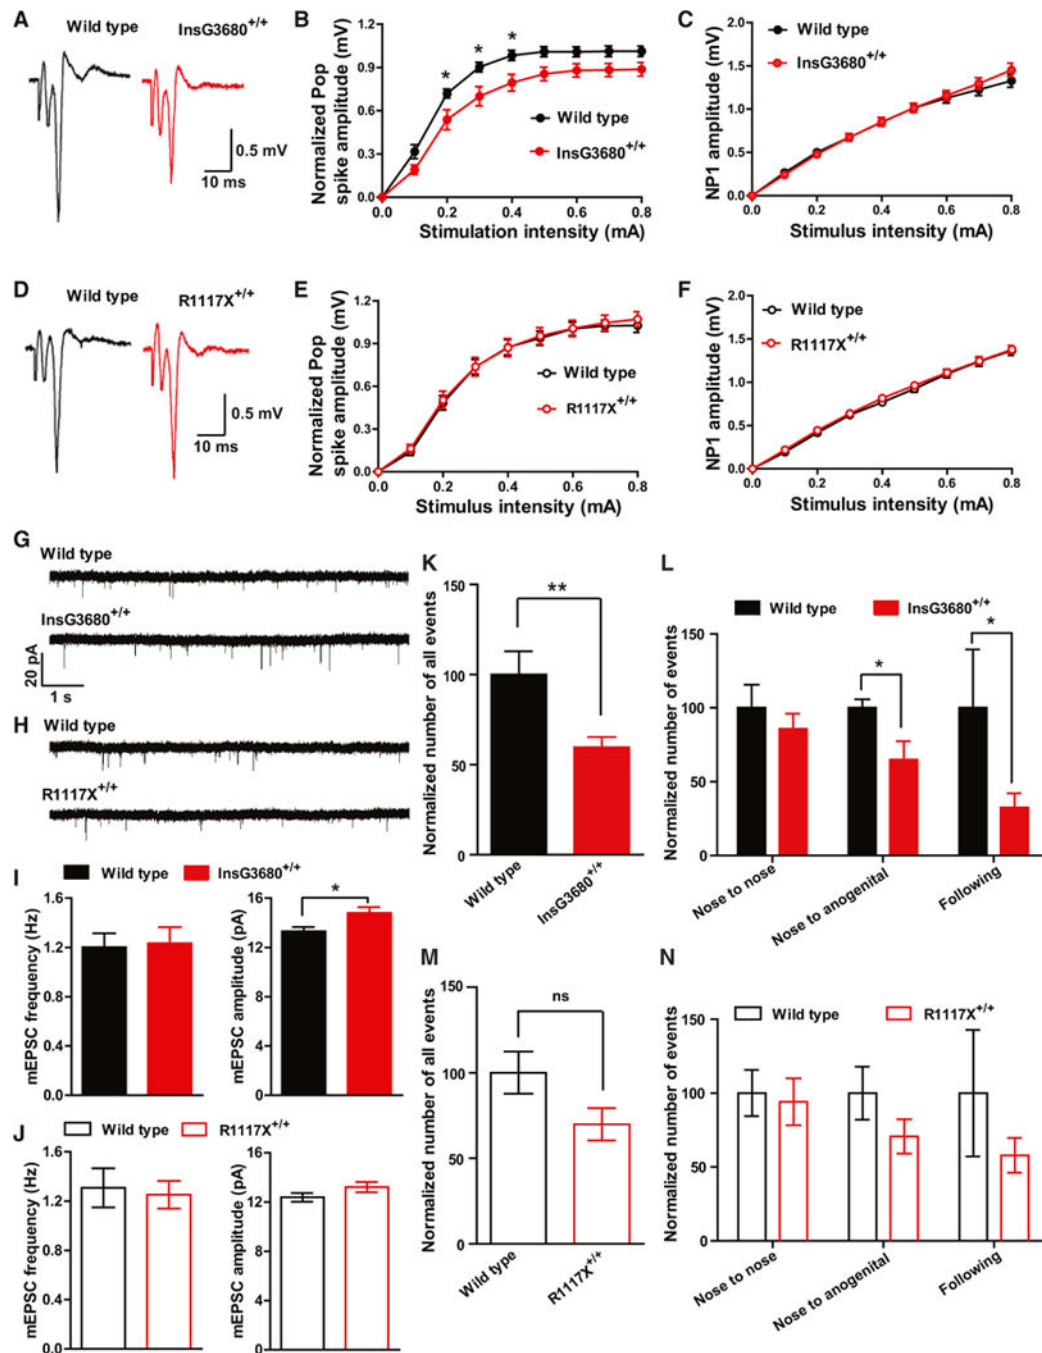 A
Wild type
InsG3680+/+
0.5 mV
10 ms
B
Normalized Pop
spike amplitude (mV)
1.2
0.9
0.6
0.3
0.0
*
*
*
Wild type
InsG3680+/+
0.0 0.2 0.4 0.6 0.8
Stimulation intensity (mA)
C
NP1 amplitude (mV)
2.0
1.5
1.0
0.5
0.0
Wild type
InsG3680+/+
0.0 0.2 0.4 0.6 0.8
Stimulus intensity (mA)
D
Wild type
R1117X+/+
0.5 mV
10 ms
E
Normalized Pop
spike amplitude (mV)
1.2
0.9
0.6
0.3
0.0
Wild type
R1117X+/+
0.0 0.2 0.4 0.6 0.8
Stimulus intensity (mA)
F
NP1 amplitude (mV)
2.0
1.5
1.0
0.5
0.0
Wild type
R1117X+/+
0.0 0.2 0.4 0.6 0.8
Stimulus intensity (mA)
G
Wild type
InsG3680+/+
20 pA
1 s
H
Wild type
R1117X+/+
I
Wild type
InsG3680+/+
mEPSC frequency (Hz)
1.6
1.2
0.8
0.4
0.0
mEPSC amplitude (pA)
16
12
8
4
0
*
J
Wild type
R1117X+/+
mEPSC frequency (Hz)
1.6
1.2
0.8
0.4
0.0
mEPSC amplitude (pA)
16
12
8
4
0
K
Normalized number of all events
150
100
50
0
**
Wild type
InsG3680+/+
L
Wild type
InsG3680+/+
Normalized number of events
150
100
50
0
*
*
Nose to nose
Nose to anogenital
Following
M
Normalized number of all events
150
100
50
0
ns
Wild type
R1117X+/+
N
Wild type
R1117X+/+
Normalized number of events
150
100
50
0
Nose to nose
Nose to anogenital
Following